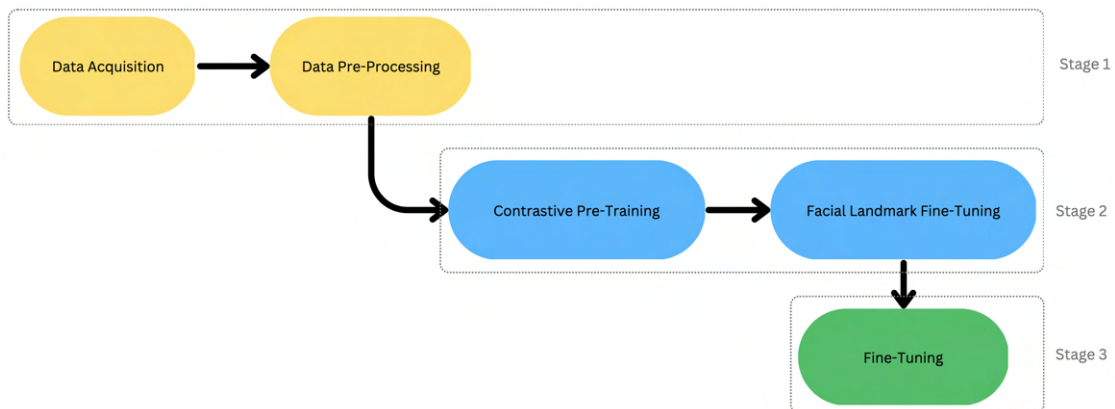 Data Acquisition
Data Pre-Processing
Stage 1
Contrastive Pre-Training
Facial Landmark Fine-Tuning
Stage 2
Fine-Tuning
Stage 3